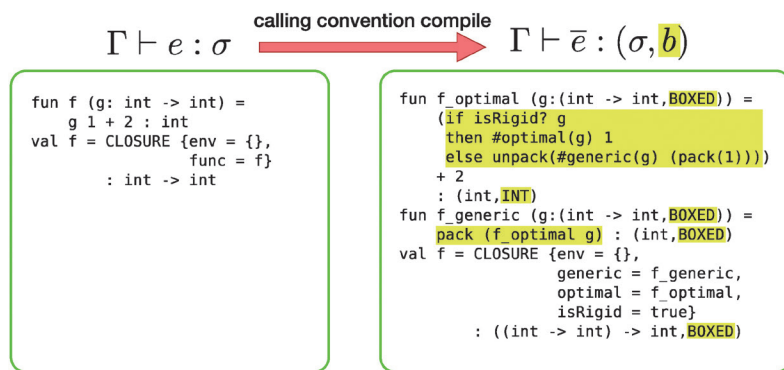 calling convention compile
Γ ⊢ e : σ
Γ ⊢ e̅ : (σ, b)
fun f (g: int -> int) =
g 1 + 2 : int
val f = CLOSURE {env = {},
func = f}
: int -> int
fun f_optimal (g:(int -> int,BOXED)) =
(if isRigid? g
then #optimal(g) 1
else unpack(#generic(g) (pack(1))))
+ 2
: (int,INT)
fun f_generic (g:(int -> int,BOXED)) =
pack (f_optimal g) : (int,BOXED)
val f = CLOSURE {env = {},
generic = f_generic,
optimal = f_optimal,
isRigid = true}
: ((int -> int) -> int,BOXED)